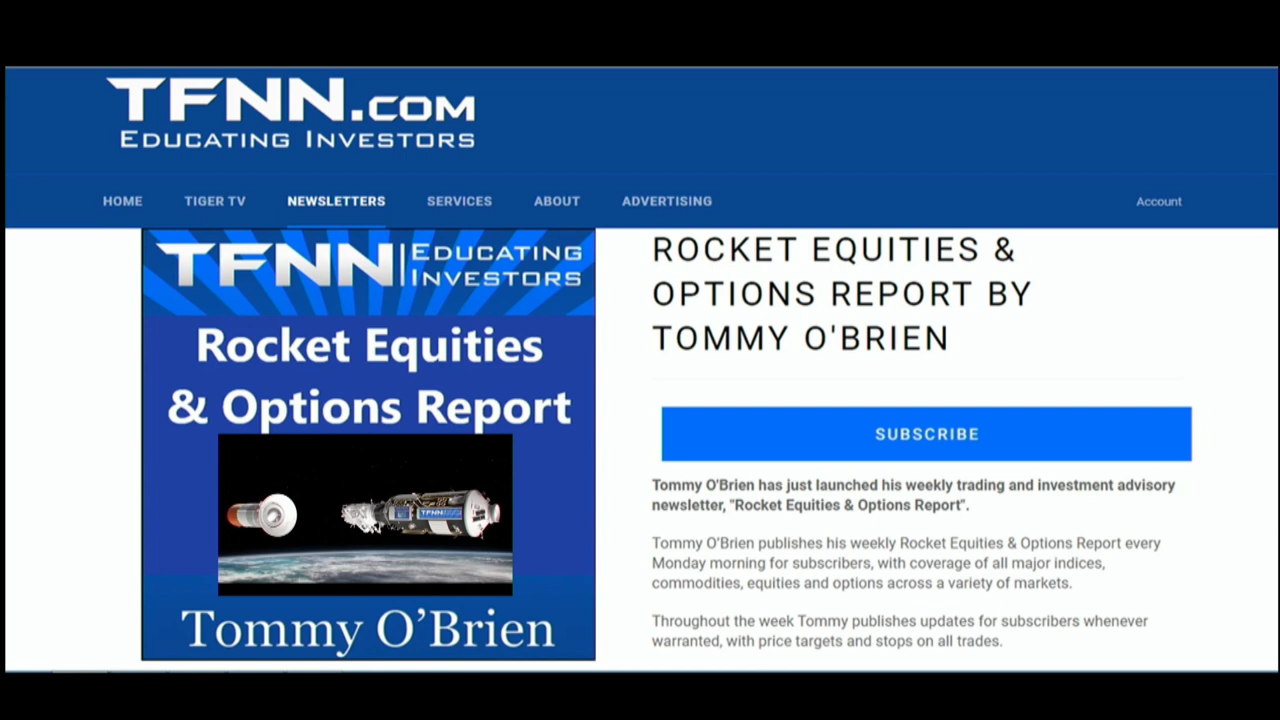 TFNN.COM
EDUCATING INVESTORS
HOME TIGER TV NEWSLETTERS SERVICES ABOUT ADVERTISING Account
TFNN EDUCATING
INVESTORS
Rocket Equities
& Options Report
TFNN
Tommy O’Brien
ROCKET EQUITIES &
OPTIONS REPORT BY
TOMMY O'BRIEN
SUBSCRIBE
Tommy O'Brien has just launched his weekly trading and investment advisory
newsletter, "Rocket Equities & Options Report".
Tommy O’Brien publishes his weekly Rocket Equities & Options Report every
Monday morning for subscribers, with coverage of all major indices,
commodities, equities and options across a variety of markets.
Throughout the week Tommy publishes updates for subscribers whenever
warranted, with price targets and stops on all trades.